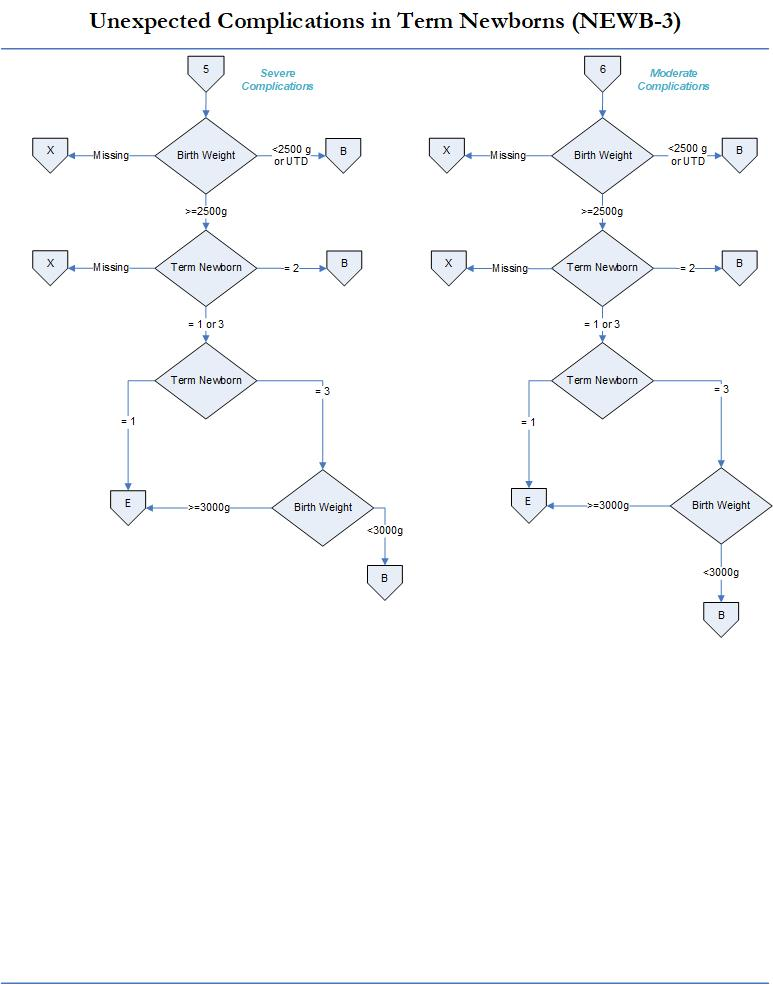 Unexpected Complications in Term Newborns (NEWB-3)
5
Severe
Complications
X
Missing
Birth Weight
<2500 g
or UTD
B
>=2500g
X
Missing
Term Newborn
= 2
B
= 1 or 3
Term Newborn
= 3
= 1
E
>=3000g
Birth Weight
<3000g
B
6
Moderate
Complications
X
Missing
Birth Weight
<2500 g
or UTD
B
>=2500g
X
Missing
Term Newborn
= 2
B
= 1 or 3
Term Newborn
= 3
= 1
E
>=3000g
Birth Weight
<3000g
B